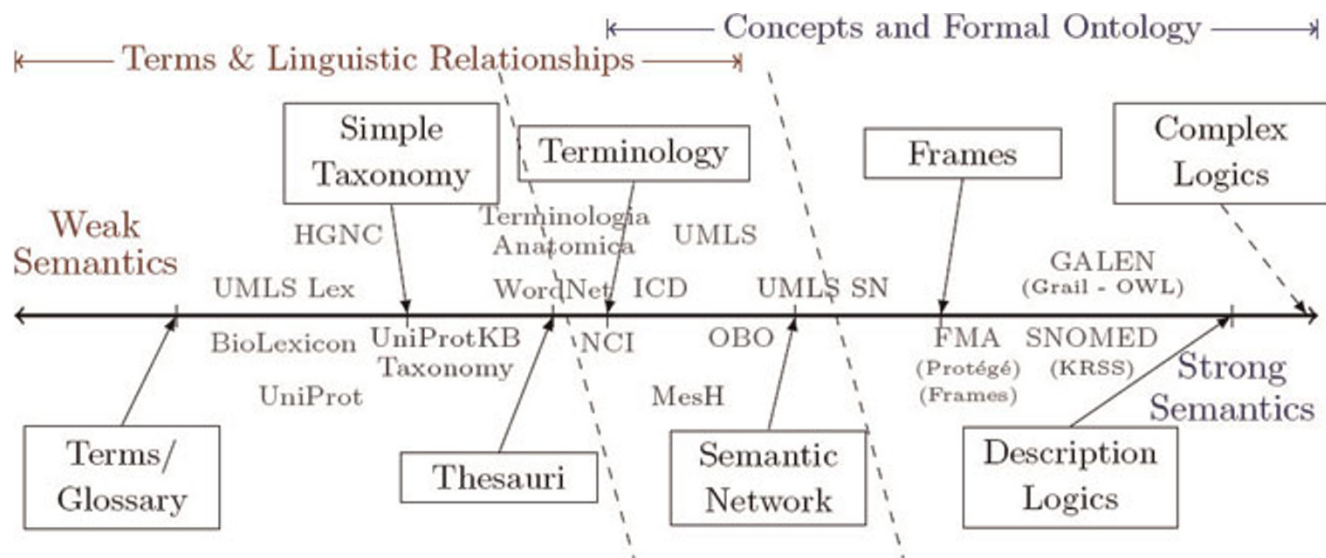 Concepts and Formal Ontology
Terms & Linguistic Relationships
Simple
Taxonomy
Terminology
Frames
Complex
Logics
Weak
Semantics
HGNC
Terminologia
Anatomica
UMLS
GALEN
(Grail - OWL)
UMLS Lex
WordNet
ICD
UMLS SN
BioLexicon
UniProtKB
Taxonomy
NCI
OBO
FMA
(Protégé)
(Frames)
SNOMED
(KRSS)
UniProt
MesH
Strong
Semantics
Terms/
Glossary
Thesauri
Semantic
Network
Description
Logics